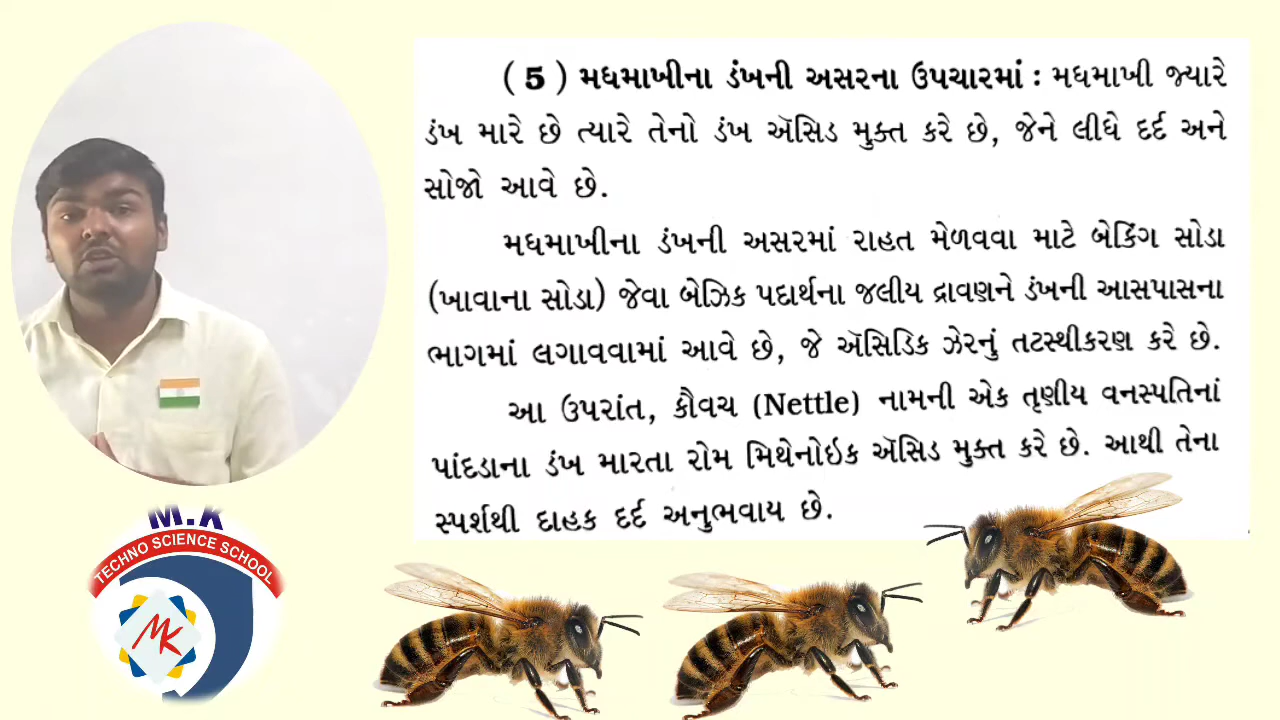 ( 5 ) મધમાખીના ડંખની અસરના ઉપચારમાં : મધમાખી જ્યારે
ડંખ મારે છે ત્યારે તેનો ડંખ ઍસિડ મુક્ત કરે છે, જેને લીધે દર્દ અને
સોજો આવે છે.
મધમાખીના ડંખની અસરમાં રાહત મેળવવા માટે બેકિંગ સોડા
(ખાવાના સોડા) જેવા બેઝિક પદાર્થના જલીય દ્રાવણને ડંખની આસપાસના
ભાગમાં લગાવવામાં આવે છે, જે ઍસિડિક ઝેરનું તટસ્થીકરણ કરે છે.
આ ઉપરાંત, કૌવચ (Nettle) નામની એક તૃણીય વનસ્પતિનાં
પાંદડાના ડંખ મારતા રોમ મિથેનોઇક ઍસિડ મુક્ત કરે છે. આથી તેના
સ્પર્શથી દાહક દર્દ અનુભવાય છે.
M.K
TECHNO SCIENCE SCHOOL
MK